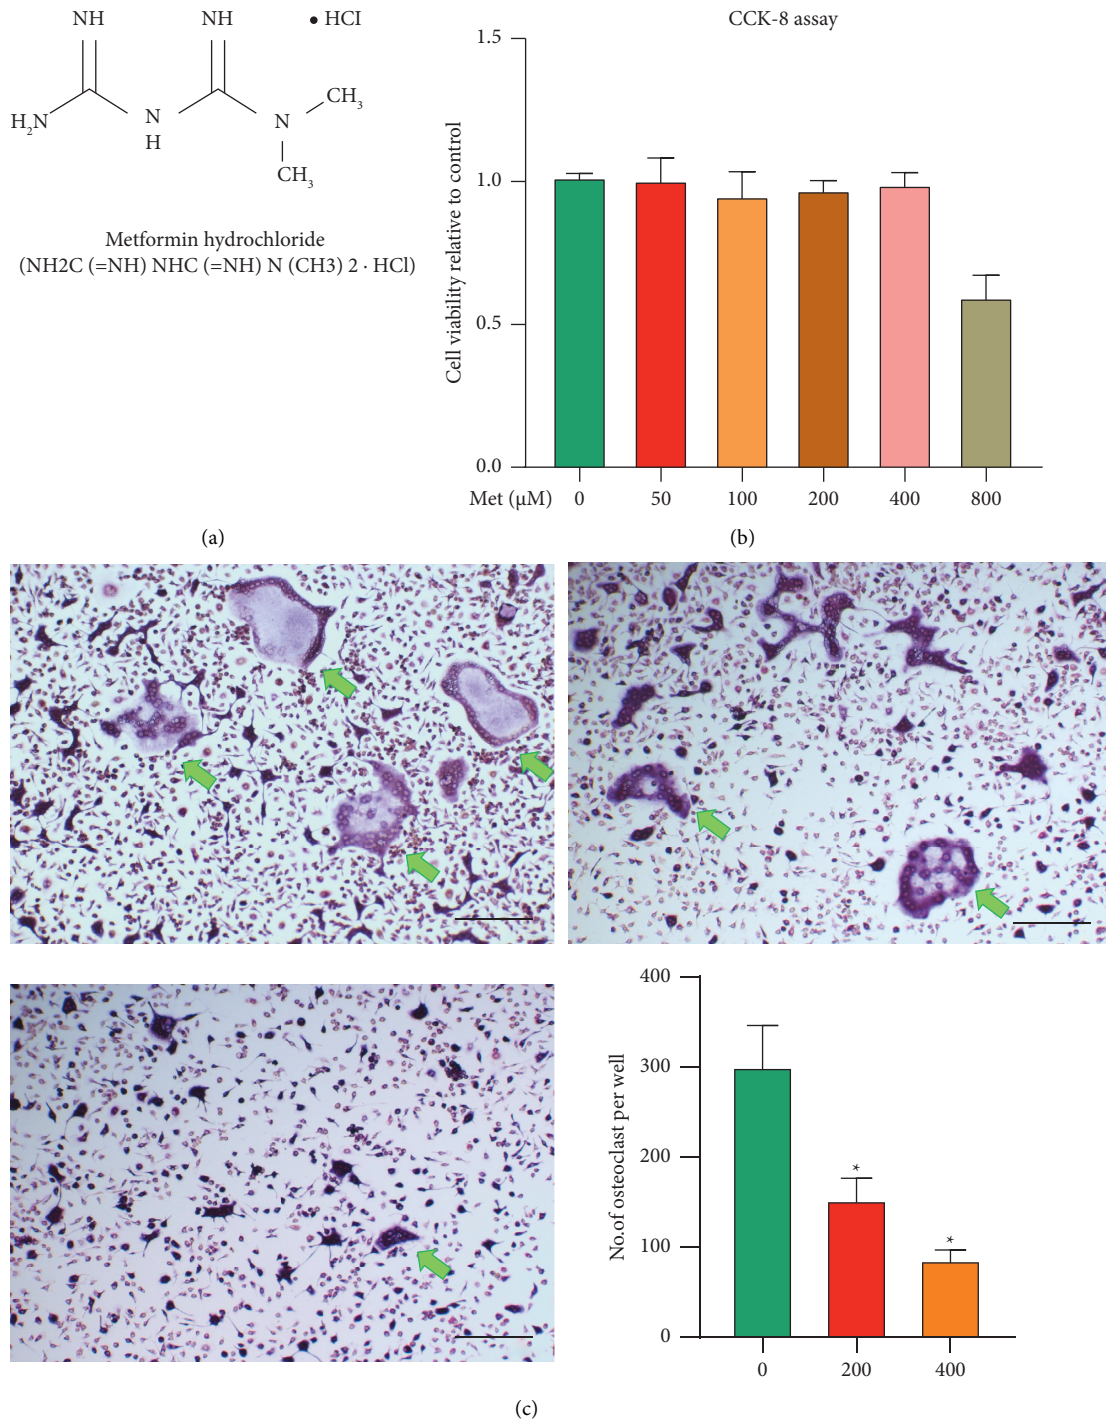 NH NH • HCI
H2N N H N CH3
CH3
Metformin hydrochloride
(NH2C (=NH) NHC (=NH) N (CH3) 2 · HCl)
(a)
CCK-8 assay
Cell viability relative to control
1.5
1.0
0.5
0.0
Met (μM) 0 50 100 200 400 800
(b)
No.of osteoclast per well
400
300
200
100
0
* *
0 200 400
(c)